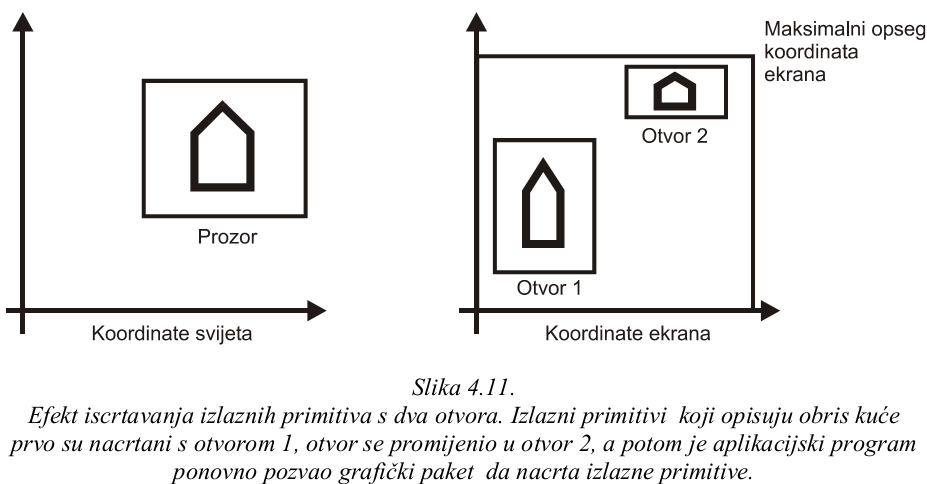 Maksimalni opseg
koordinata
ekrana
Otvor 2
Prozor
Otvor 1
Koordinate svijeta
Koordinate ekrana
Slika 4.11.
Efekt iscrtavanja izlaznih primitiva s dva otvora. Izlazni primitivi koji opisuju obris kuće
prvo su nacrtani s otvorom 1, otvor se promijenio u otvor 2, a potom je aplikacijski program
ponovno pozvao grafički paket da nacrta izlazne primitive.